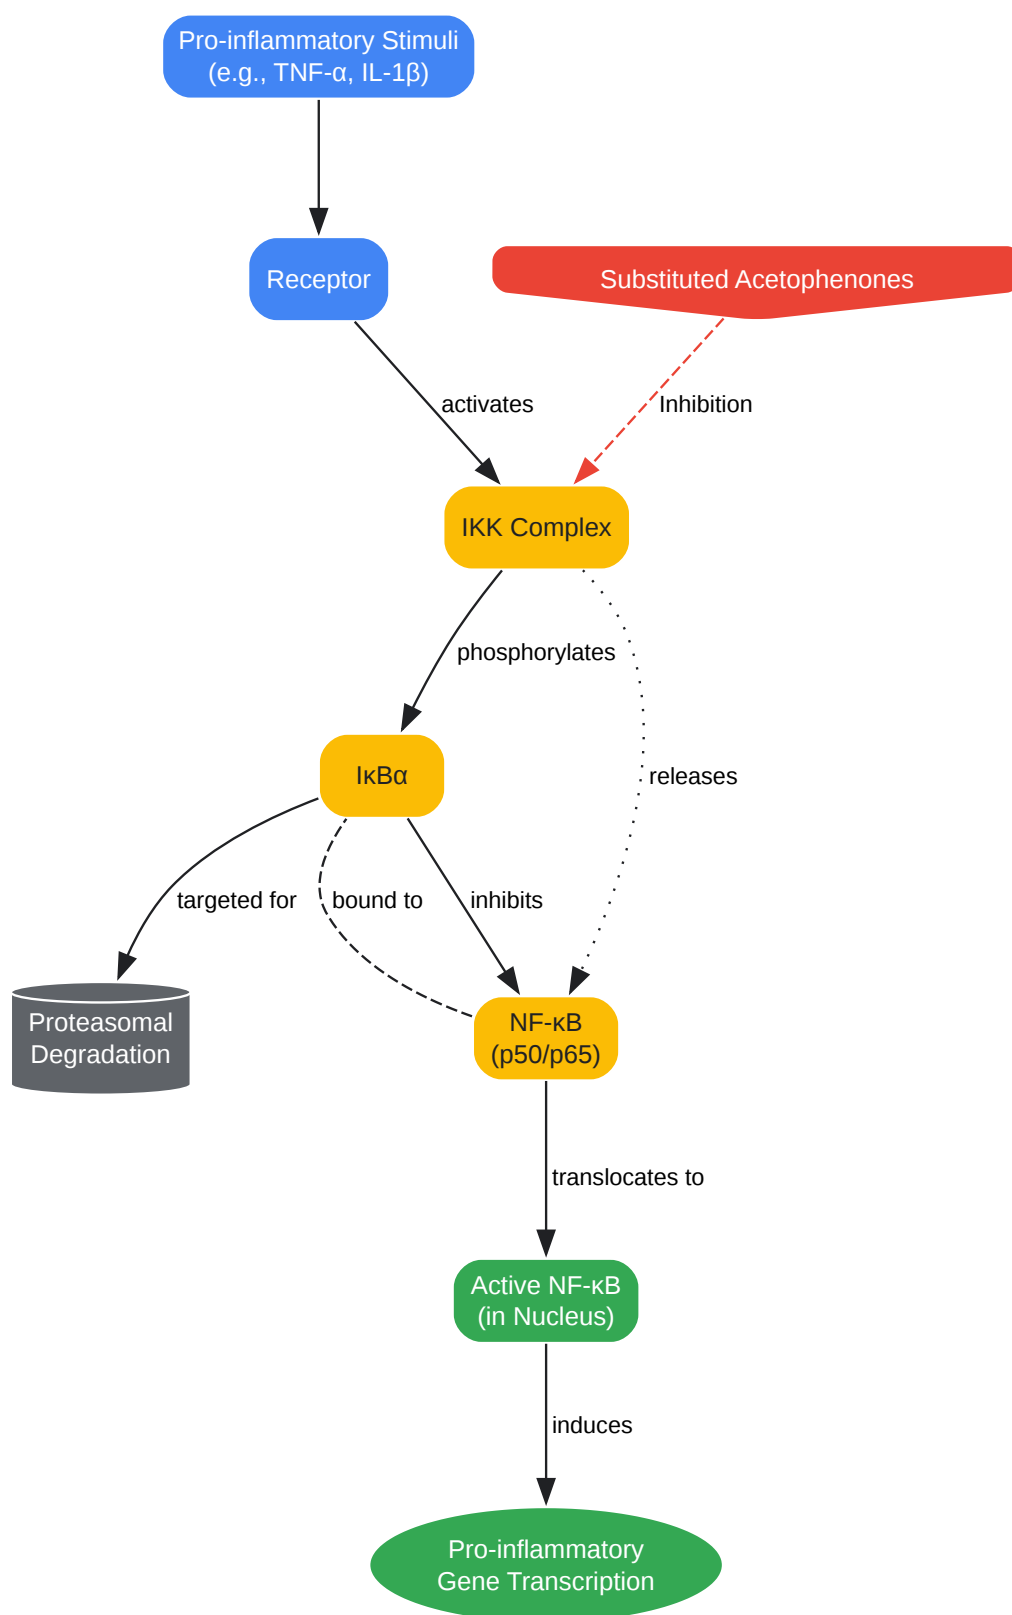 Pro-inflammatory Stimuli
(e.g., TNF-α, IL-1β)
Receptor
Substituted Acetophenones
activates
Inhibition
IKK Complex
phosphorylates
IκBα
releases
targeted for
bound to
inhibits
Proteasomal
Degradation
NF-κB
(p50/p65)
translocates to
Active NF-κB
(in Nucleus)
induces
Pro-inflammatory
Gene Transcription